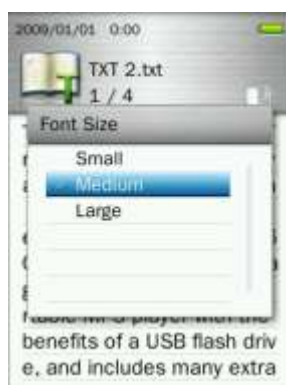 2009/01/01 0:00
TXT 2.txt
1 / 4
Font Size
Small
Medium
Large
benefits of a USB flash driv
e, and includes many extra